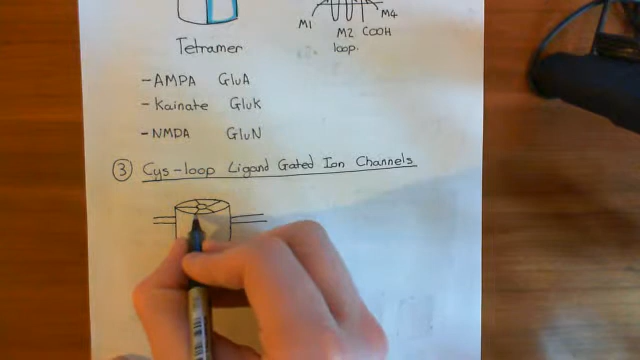 M1
M4
M2 COOH
loop.
Tetramer
- AMPA GluA
- Kainate GluK
- NMDA GluN
③ Cys-loop Ligand Gated Ion Channels